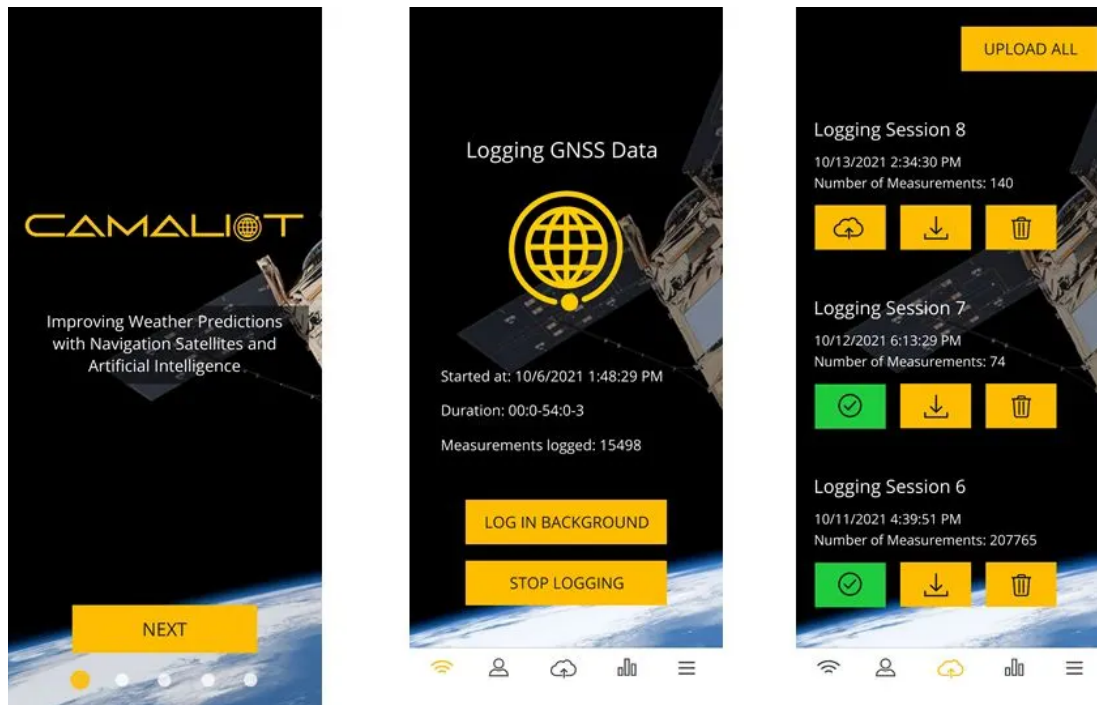 CAMALIOT
Improving Weather Predictions
with Navigation Satellites and
Artificial Intelligence
NEXT
Logging GNSS Data
Started at: 10/6/2021 1:48:29 PM
Duration: 00:0-54:0-3
Measurements logged: 15498
LOG IN BACKGROUND
STOP LOGGING
UPLOAD ALL
Logging Session 8
10/13/2021 2:34:30 PM
Number of Measurements: 140
Logging Session 7
10/12/2021 6:13:29 PM
Number of Measurements: 74
Logging Session 6
10/11/2021 4:39:51 PM
Number of Measurements: 207765